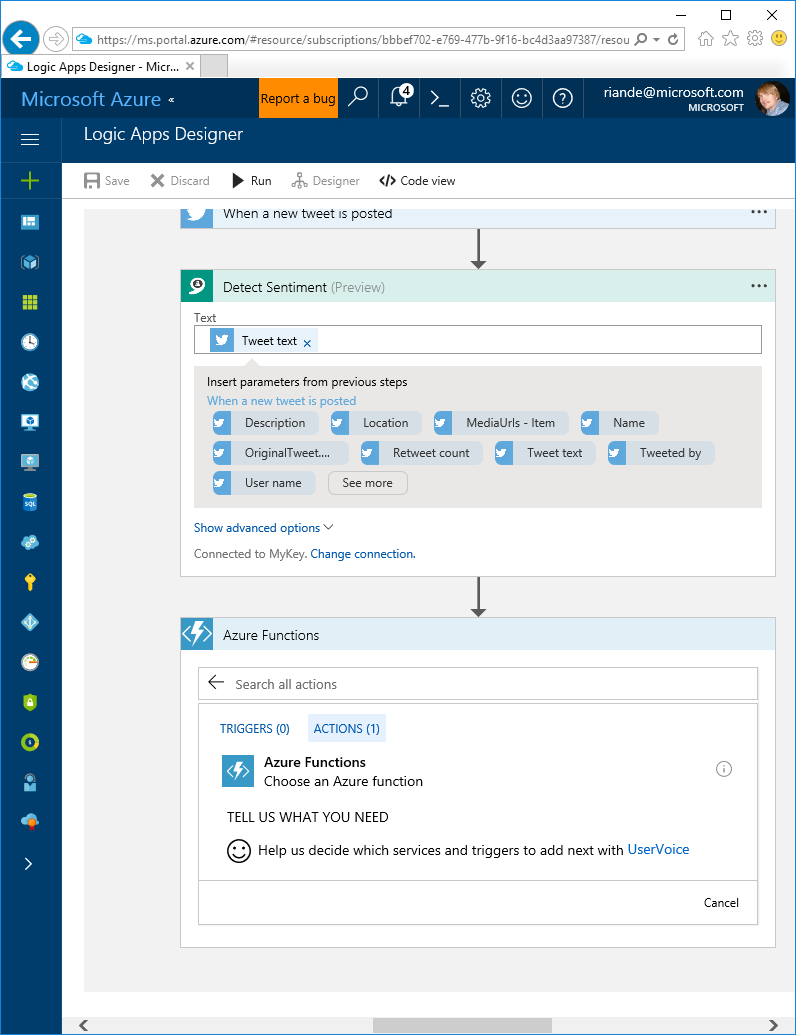 https://ms.portal.azure.com/#resource/subscriptions/bbbef702-e769-477b-9f16-bc4d3aa97387/resou
Logic Apps Designer - Micr...
Microsoft Azure «
Report a bug
4
riande@microsoft.com
MICROSOFT
Logic Apps Designer
Save
Discard
Run
Designer
Code view
When a new tweet is posted
Detect Sentiment (Preview)
Text
Tweet text ×
Insert parameters from previous steps
When a new tweet is posted
Description
Location
MediaUrls - Item
Name
OriginalTweet....
Retweet count
Tweet text
Tweeted by
User name
See more
Show advanced options
Connected to MyKey. Change connection.
Azure Functions
Search all actions
TRIGGERS (0)
ACTIONS (1)
Azure Functions
Choose an Azure function
TELL US WHAT YOU NEED
Help us decide which services and triggers to add next with UserVoice
Cancel
SQL